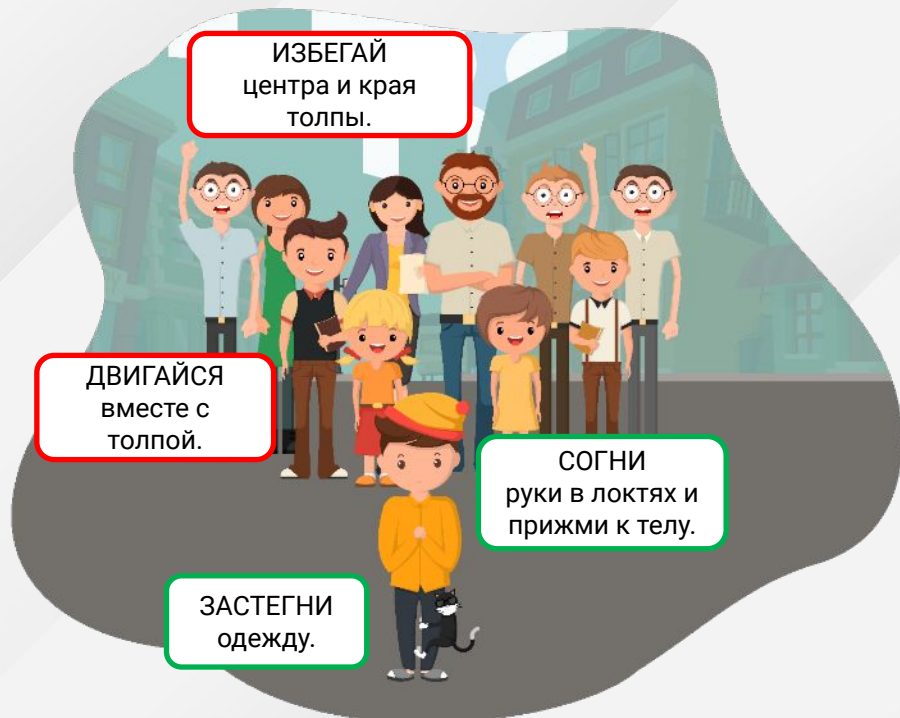 ИЗБЕГАЙ
центра и края
толпы.
ДВИГАЙСЯ
вместе с
толпой.
СОГНИ
руки в локтях и
прижми к телу.
ЗАСТЕГНИ
одежду.